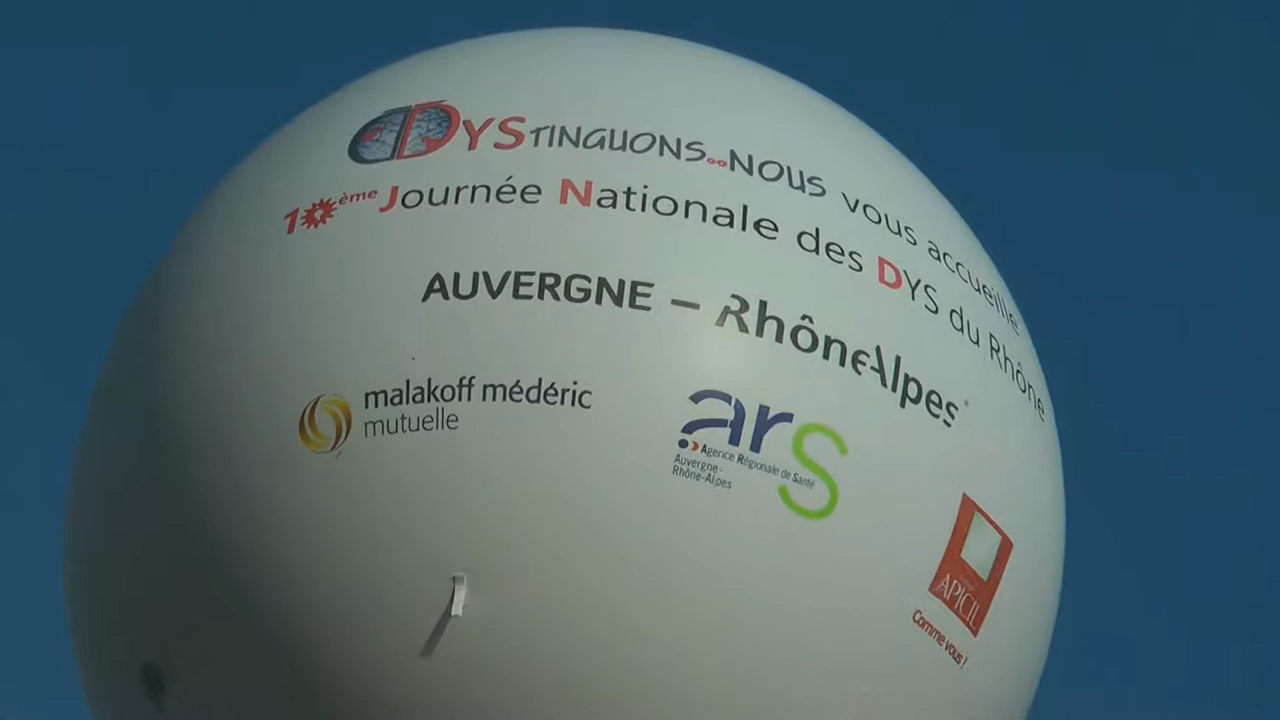 DYSTINGUONS..NOUS vous accueille
10ème Journée Nationale des DYS du Rhône
AUVERGNE – RhôneAlpes
malakoff médéric
mutuelle
ars
Agence Régionale de Santé
Auvergne-
Rhône-Alpes
APICIL
Comme vous !